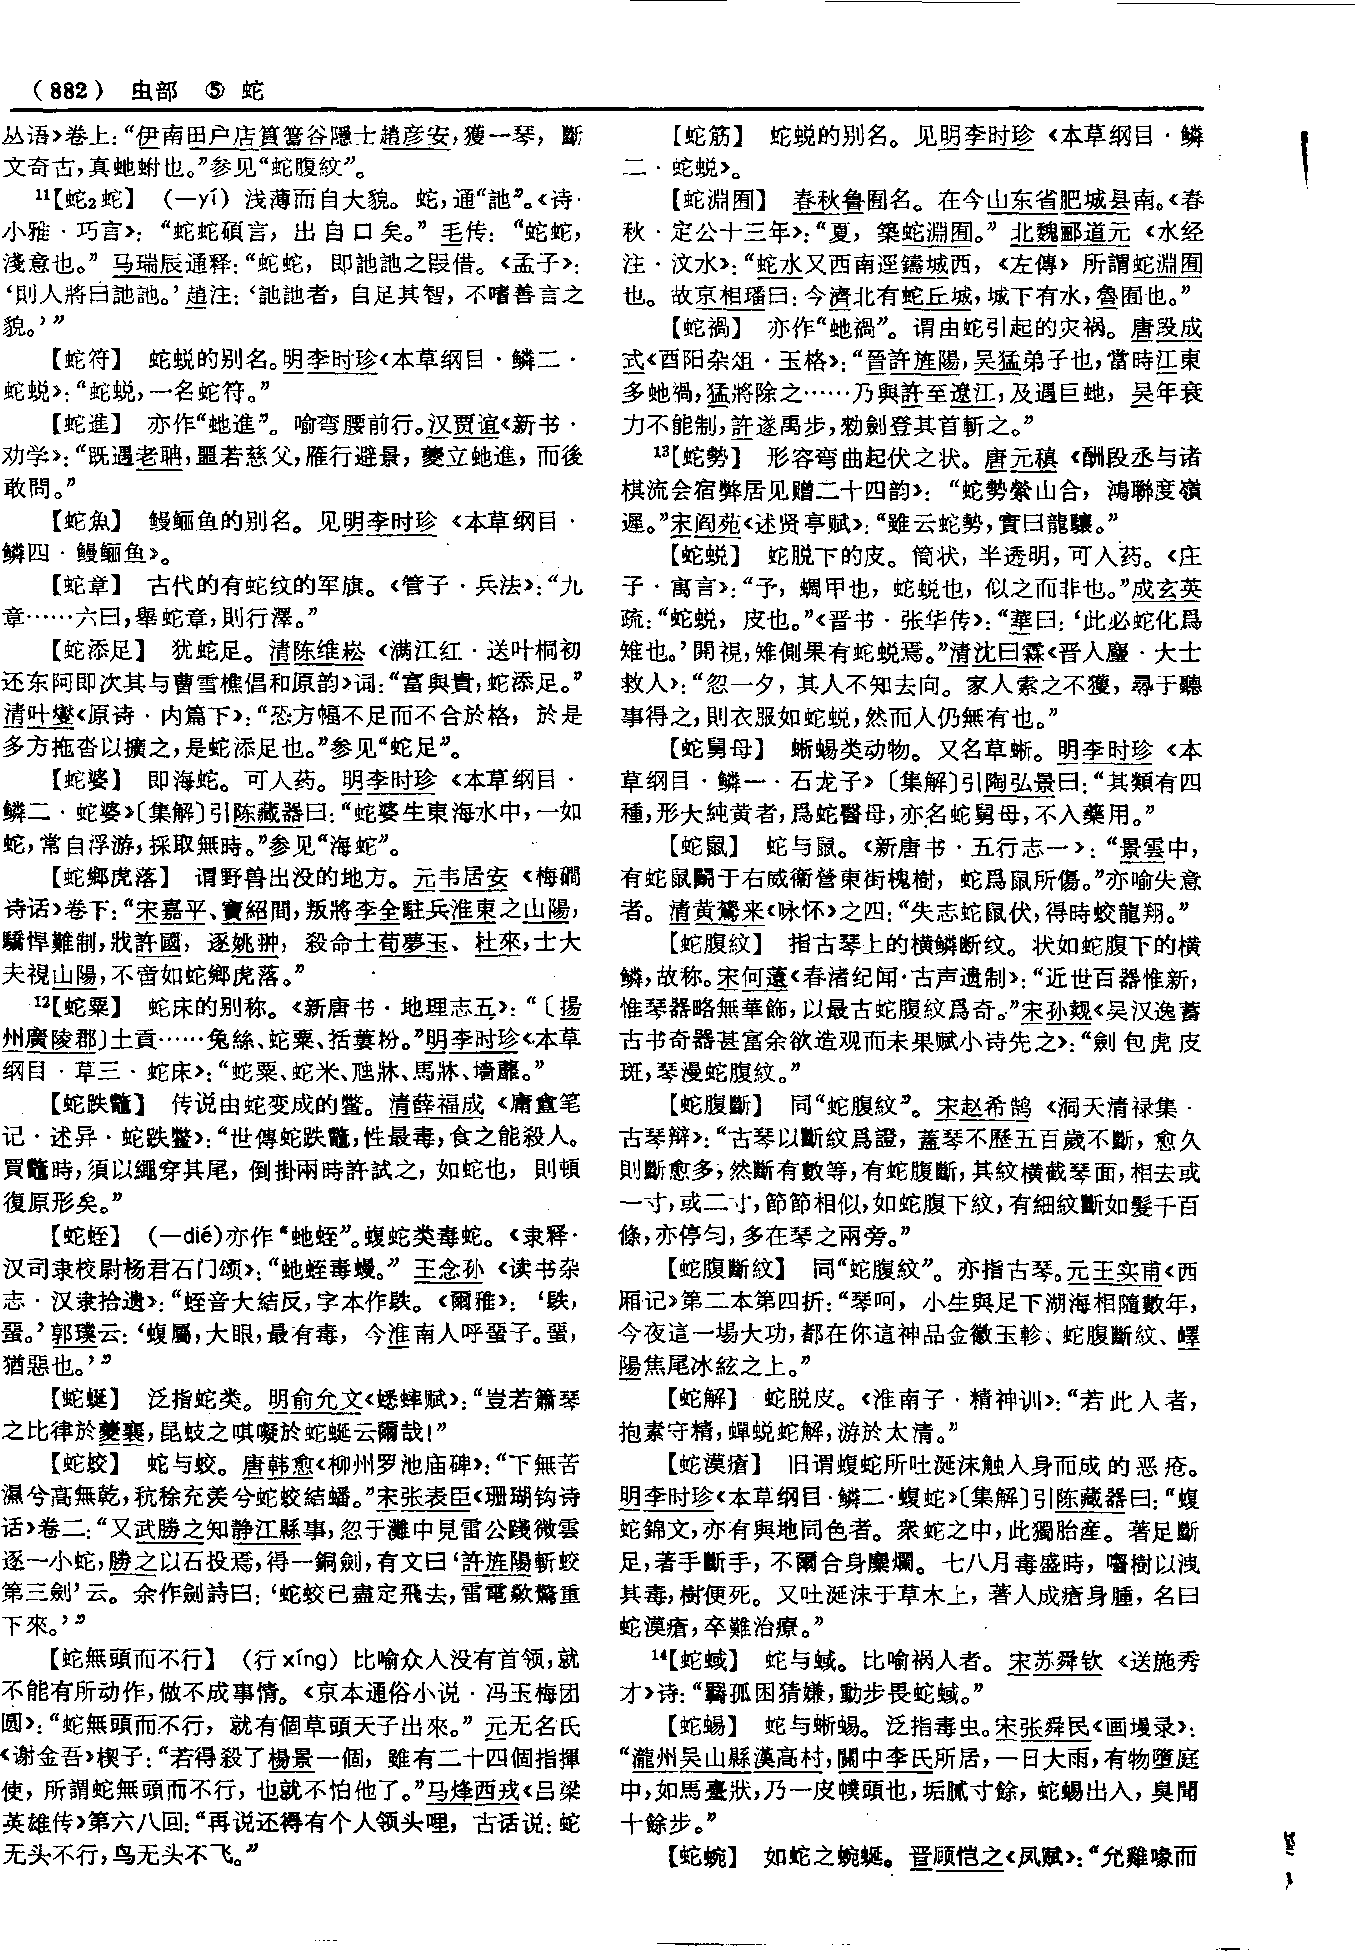 （882） 虫部 ⑤ 蛇
丛语》卷上：“伊南田户店篔簹谷隱士趙彦安，獲一琴，斷
文奇古，真虵蚹也。”参见“蛇腹紋”。
11【蛇₂蛇】（—yí）浅薄而自大貌。蛇，通“訑”。《诗·
小雅·巧言》：“蛇蛇碩言，出自口矣。”毛传：“蛇蛇，
淺意也。”马瑞辰通释：“蛇蛇，即訑訑之叚借。《孟子》：
‘則人將曰訑訑。’趙注：‘訑訑者，自足其智，不嗜善言之
貌。’”
【蛇符】 蛇蜕的别名。明李时珍《本草纲目·鳞二·
蛇蜕》：“蛇蜕，一名蛇符。”
【蛇進】 亦作“虵進”。喻弯腰前行。汉贾谊《新书·
劝学》：“既遇老聃，噩若慈父，雁行避景，夔立虵進，而後
敢問。”
【蛇魚】 鳗鲡鱼的别名。见明李时珍《本草纲目·
鳞四·鳗鲡鱼》。
【蛇章】 古代的有蛇纹的军旗。《管子·兵法》：“九
章……六曰，舉蛇章，則行澤。”
【蛇添足】 犹蛇足。清陈维崧《满江红·送叶桐初
还东阿即次其与曹雪樵倡和原韵》词：“富與貴，蛇添足。”
清叶燮《原诗·内篇下》：“恐方幅不足而不合於格，於是
多方拖沓以擴之，是蛇添足也。”参见“蛇足”。
【蛇婆】 即海蛇。可入药。明李时珍《本草纲目·
鳞二·蛇婆》〔集解〕引陈藏器曰：“蛇婆生東海水中，一如
蛇，常自浮游，採取無時。”参见“海蛇”。
【蛇鄉虎落】 谓野兽出没的地方。元韦居安《梅磵
诗话》卷下：“宋嘉平、寶紹間，叛將李全駐兵淮東之山陽，
驕悍難制，戕許國，逐姚翀，殺命士荀夢玉、杜來，士大
夫視山陽，不啻如蛇鄉虎落。”
12【蛇粟】 蛇床的别称。《新唐书·地理志五》：“〔揚
州廣陵郡〕土貢……兔絲、蛇粟、括蔞粉。”明李时珍《本草
纲目·草三·蛇床》：“蛇粟、蛇米、虺牀、馬牀、墻蘼。”
【蛇跌鼈】 传说由蛇变成的鳖。清薛福成《庸盦笔
记·述异·蛇跌鳖》：“世傳蛇跌鼈，性最毒，食之能殺人。
買鼈時，須以繩穿其尾，倒掛兩時許試之，如蛇也，則頓
復原形矣。”
【蛇蛭】（—dié）亦作“虵蛭”。蝮蛇类毒蛇。《隶释·
汉司隶校尉杨君石门颂》：“虵蛭毒蟃。”王念孙《读书杂
志·汉隶拾遗》：“蛭音大結反，字本作镻。《爾雅》：‘镻，
蝁。’郭璞云：‘蝮屬，大眼，最有毒，今淮南人呼蝁子。蝁，
猶惡也。’”
【蛇蜒】 泛指蛇类。明俞允文《蟋蟀赋》：“豈若簫琴
之比律於夔襄，昆蚑之唭嚶於蛇蜒云爾哉！”
【蛇蛟】 蛇与蛟。唐韩愈《柳州罗池庙碑》：“下無苦
濕兮高無乾，秔稌充羡兮蛇蛟結蟠。”宋张表臣《珊瑚钩诗
话》卷二：“又武勝之知静江縣事，忽于灘中見雷公踐微雲
逐一小蛇，勝之以石投焉，得一銅劍，有文曰‘許旌陽斬蛟
第三劍’云。余作劍詩曰：‘蛇蛟已盡定飛去，雷電欻驚重
下來。’”
【蛇無頭而不行】（行xíng）比喻众人没有首领，就
不能有所动作，做不成事情。《京本通俗小说·冯玉梅团
圆》：“蛇無頭而不行，就有個草頭天子出來。”元无名氏
《谢金吾》楔子：“若得殺了楊景一個，雖有二十四個指揮
使，所謂蛇無頭而不行，也就不怕他了。”马烽西戎《吕梁
英雄传》第六八回：“再说还得有个人领头哩，古话说：蛇
无头不行，鸟无头不飞。”
【蛇筋】 蛇蜕的别名。见明李时珍《本草纲目·鳞
二·蛇蜕》。
【蛇淵囿】 春秋鲁囿名。在今山东省肥城县南。《春
秋·定公十三年》：“夏，築蛇淵囿。”北魏郦道元《水经
注·汶水》：“蛇水又西南逕鑄城西，《左傳》所謂蛇淵囿
也。故京相璠曰：今濟北有蛇丘城，城下有水，魯囿也。”
【蛇禍】 亦作“虵禍”。谓由蛇引起的灾祸。唐段成
式《酉阳杂俎·玉格》：“晉許旌陽，吴猛弟子也，當時江東
多虵禍，猛將除之……乃與許至遼江，及遇巨虵，吴年衰
力不能制，許遂禹步，勑劍登其首斬之。”
13【蛇勢】 形容弯曲起伏之状。唐元稹《酬段丞与诸
棋流会宿弊居见赠二十四韵》：“蛇勢縈山合，鴻聯度嶺
遲。”宋阎苑《述贤亭赋》：“雖云蛇勢，實曰龍驤。”
【蛇蜕】 蛇脱下的皮。筒状，半透明，可入药。《庄
子·寓言》：“予，蜩甲也，蛇蜕也，似之而非也。”成玄英
疏：“蛇蜕，皮也。”《晋书·张华传》：“華曰：‘此必蛇化爲
雉也。’開視，雉側果有蛇蜕焉。”清沈曰霖《晋人麈·大士
救人》：“忽一夕，其人不知去向。家人索之不獲，尋于聽
事得之，則衣服如蛇蜕，然而人仍無有也。”
【蛇舅母】 蜥蜴类动物。又名草蜥。明李时珍《本
草纲目·鳞一·石龙子》〔集解〕引陶弘景曰：“其類有四
種，形大純黄者，爲蛇醫母，亦名蛇舅母，不入藥用。”
【蛇鼠】 蛇与鼠。《新唐书·五行志一》：“景雲中，
有蛇鼠鬭于右威衛營東街槐樹，蛇爲鼠所傷。”亦喻失意
者。清黄鷟来《咏怀》之四：“失志蛇鼠伏，得時蛟龍翔。”
【蛇腹紋】 指古琴上的横鳞断纹。状如蛇腹下的横
鳞，故称。宋何薳《春渚纪闻·古声遗制》：“近世百器惟新，
惟琴器略無華飾，以最古蛇腹紋爲奇。”宋孙觌《吴汉逸蓄
古书奇器甚富余欲造观而未果赋小诗先之》：“劍包虎皮
斑，琴漫蛇腹紋。”
【蛇腹斷】 同“蛇腹紋”。宋赵希鹄《洞天清禄集·
古琴辩》：“古琴以斷紋爲證，蓋琴不歷五百歲不斷，愈久
則斷愈多，然斷有數等，有蛇腹斷，其紋横截琴面，相去或
一寸，或二寸，節節相似，如蛇腹下紋，有細紋斷如髮千百
條，亦停匀，多在琴之兩旁。”
【蛇腹斷紋】 同“蛇腹紋”。亦指古琴。元王实甫《西
厢记》第二本第四折：“琴呵，小生與足下湖海相隨數年，
今夜這一場大功，都在你這神品金徽玉軫、蛇腹斷紋、嶧
陽焦尾冰絃之上。”
【蛇解】 蛇脱皮。《淮南子·精神训》：“若此人者，
抱素守精，蟬蜕蛇解，游於太清。”
【蛇漠瘡】 旧谓蝮蛇所吐涎沫触人身而成的恶疮。
明李时珍《本草纲目·鳞二·蝮蛇》〔集解〕引陈藏器曰：“蝮
蛇錦文，亦有與地同色者。衆蛇之中，此獨胎産。著足斷
足，著手斷手，不爾合身糜爛。七八月毒盛時，嚙樹以洩
其毒，樹便死。又吐涎沫于草木上，著人成瘡身腫，名曰
蛇漠瘡，卒難治療。”
14【蛇蜮】 蛇与蜮。比喻祸人者。宋苏舜钦《送施秀
才》诗：“羈孤困猜嫌，動步畏蛇蜮。”
【蛇蜴】 蛇与蜥蜴。泛指毒虫。宋张舜民《画墁录》：
“瀧州吴山縣漢高村，關中李氏所居，一日大雨，有物墮庭
中，如馬臺狀，乃一皮幞頭也，垢膩寸餘，蛇蜴出入，臭聞
十餘步。”
【蛇蜿】 如蛇之蜿蜒。晋顾恺之《凤赋》：“允雞喙而